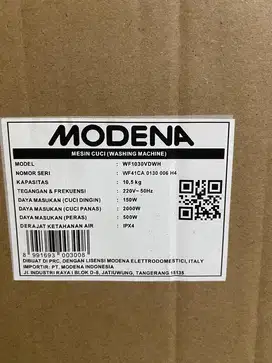 MODENA
MESIN CUCI (WASHING MACHINE)
MODEL : WF1030VDWH
NOMOR SERI : WF41CA 0130 006 H4
KAPASITAS : 10,5 kg
TEGANGAN & FREKUENSI : 220V~ 50Hz
DAYA MASUKAN (CUCI DINGIN) : 150W
DAYA MASUKAN (CUCI PANAS) : 2000W
DAYA MASUKAN (PERAS) : 500W
DERAJAT KETAHANAN AIR : IPX4
8 991693 003008
DIBUAT DI PRC, DENGAN LISENSI MODENA ELETTRODOMESTICI, ITALY
IMPORTIR: PT. MODENA INDONESIA
JL. INDUSTRI RAYA I BLOK D-8, JATIUWUNG, TANGERANG 15135